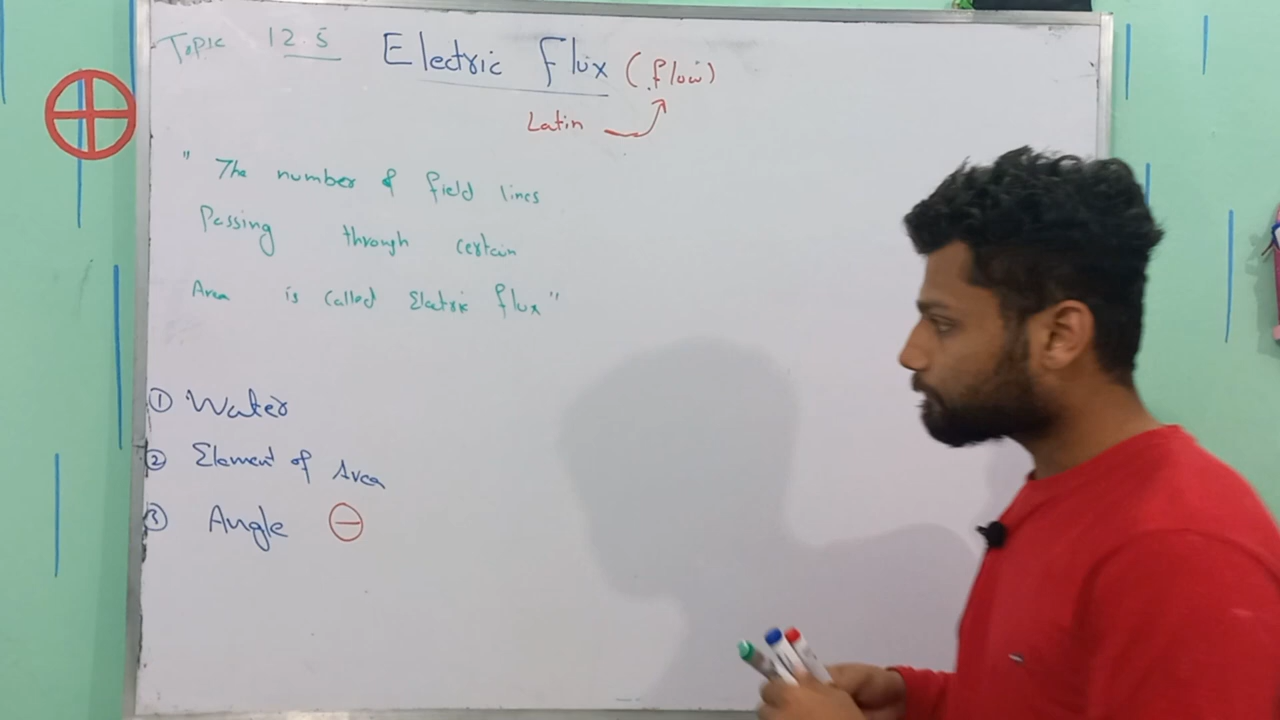 Topic 12.5 Electric Flux (flow)
Latin
" The number of field lines
Passing through certain
Area is called Electric flux "
① Water
② Element of Area
③ Angle θ